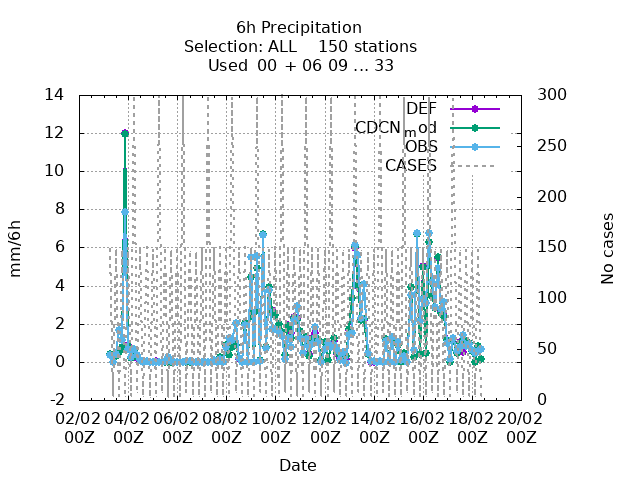 6h Precipitation
Selection: ALL    150 stations
Used  00 + 06 09 ... 33
14
12
10
8
6
4
2
0
-2
300
250
200
150
100
50
0
DEF
CDCN_mod
OBS
CASES
mm/6h
No cases
02/02 04/02 06/02 08/02 10/02 12/02 14/02 16/02 18/02 20/02
00Z 00Z 00Z 00Z 00Z 00Z 00Z 00Z 00Z 00Z
Date